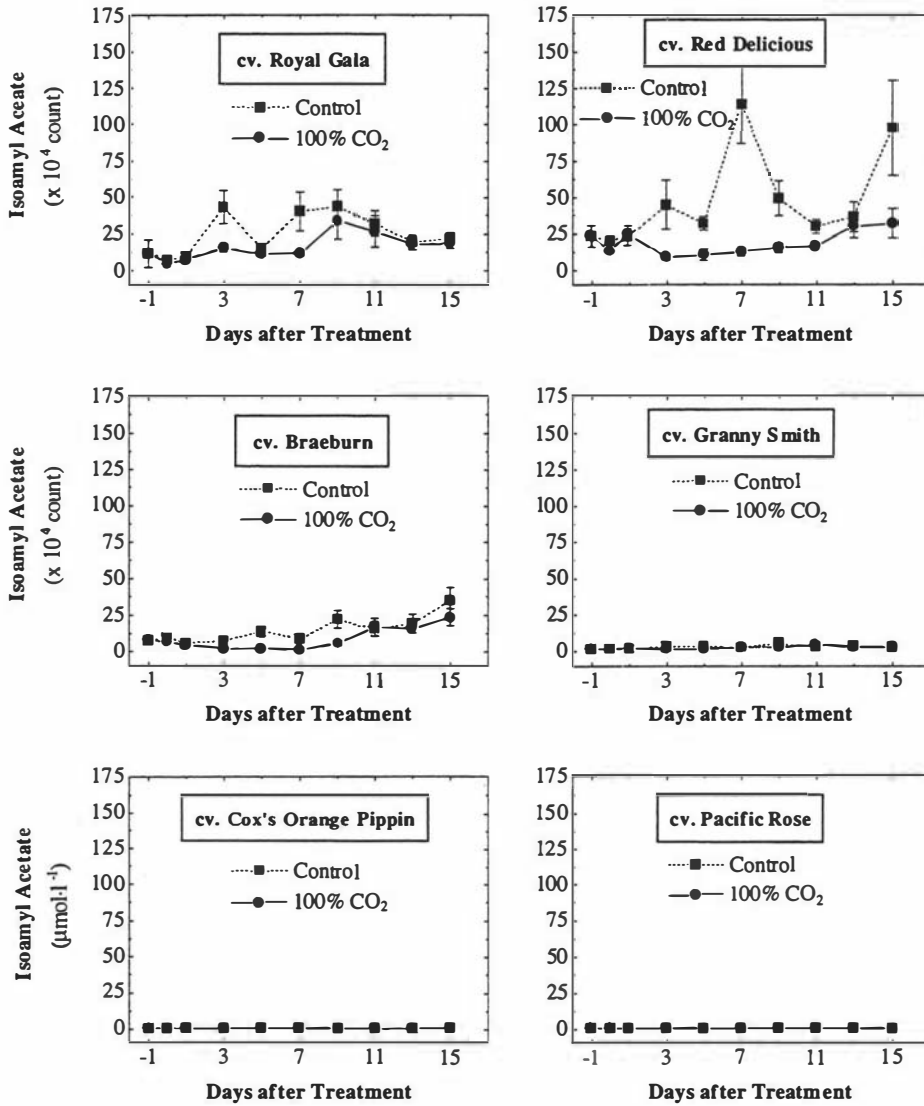 175
150
125
100
75
50
25
0
Isoamyl Aceate
(x 10⁴ count)
cv. Royal Gala
Control
100% CO₂
-1 3 7 11 15
Days after Treatment
175
150
125
100
75
50
25
0
cv. Red Delicious
Control
100% CO₂
-1 3 7 11 15
Days after Treatment
175
150
125
100
75
50
25
0
Isoamyl Acetate
(x 10⁴ count)
cv. Braeburn
Control
100% CO₂
-1 3 7 11 15
Days after Treatment
175
150
125
100
75
50
25
0
cv. Granny Smith
Control
100% CO₂
-1 3 7 11 15
Days after Treatment
175
150
125
100
75
50
25
0
Isoamyl Acetate
(µmol·l⁻¹)
cv. Cox's Orange Pippin
Control
100% CO₂
-1 3 7 11 15
Days after Treatment
175
150
125
100
75
50
25
0
cv. Pacific Rose
Control
100% CO₂
-1 3 7 11 15
Days after Treatment